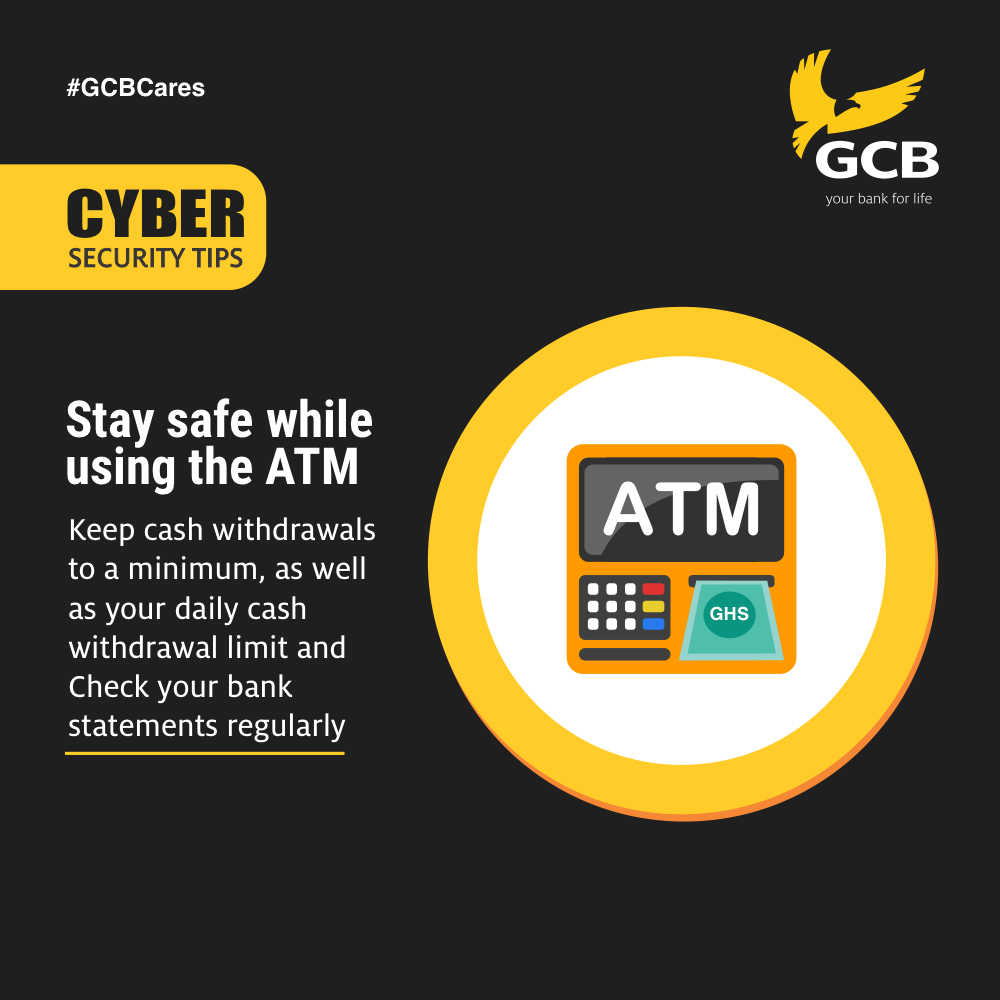 #GCBCares
GCB
your bank for life
CYBER
SECURITY TIPS
Stay safe while
using the ATM
Keep cash withdrawals
to a minimum, as well
as your daily cash
withdrawal limit and
Check your bank
statements regularly
ATM
GHS